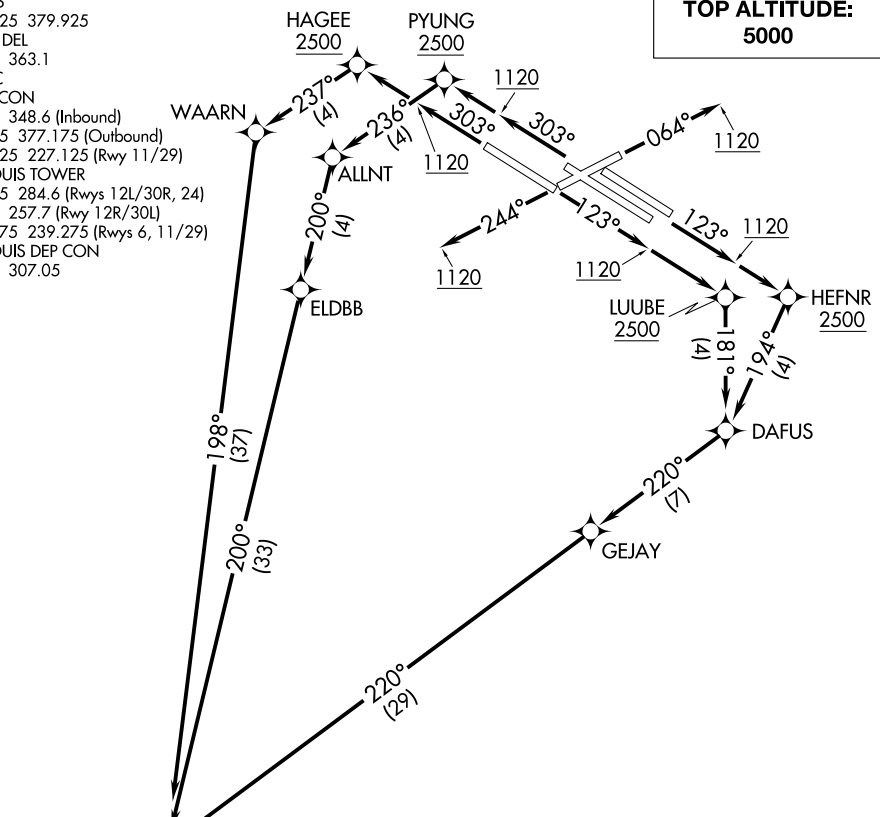 25 379.925
DEL
363.1
CON
348.6 (Inbound)
5 377.175 (Outbound)
25 227.125 (Rwy 11/29)
UIS TOWER
5 284.6 (Rwys 12L/30R, 24)
257.7 (Rwy 12R/30L)
75 239.275 (Rwys 6, 11/29)
UIS DEP CON
307.05
TOP ALTITUDE:
5000
HAGEE
2500
PYUNG
2500
WAARN
237°
(4)
236°
(4)
303°
1120
303°
1120
064°
1120
ALLNT
200°
(4)
244°
1120
123°
1120
123°
1120
ELDBB
LUUBE
2500
HEFNR
2500
181°
(4)
194°
(4)
DAFUS
198°
(37)
220°
(7)
200°
(33)
GEJAY
220°
(29)